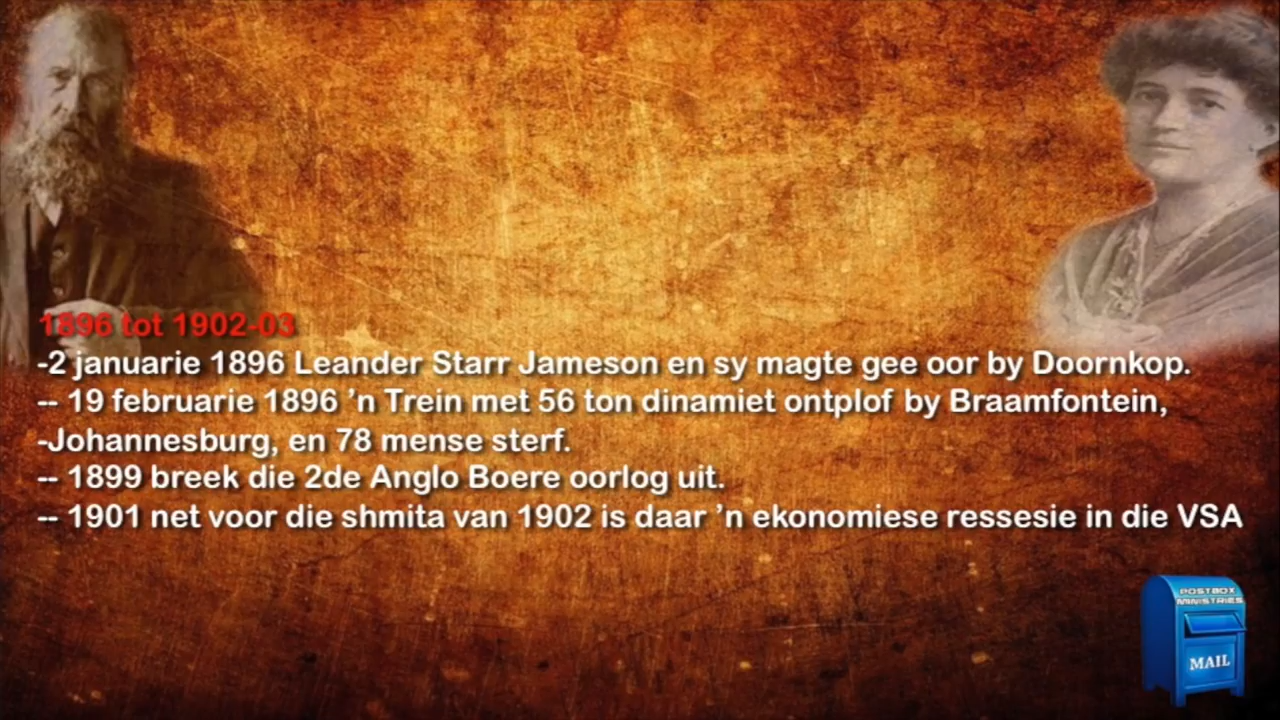 1896 tot 1902-03
-2 januarie 1896 Leander Starr Jameson en sy magte gee oor by Doornkop.
-- 19 februarie 1896 ’n Trein met 56 ton dinamiet ontplof by Braamfontein,
-Johannesburg, en 78 mense sterf.
-- 1899 breek die 2de Anglo Boere oorlog uit.
-- 1901 net voor die shmita van 1902 is daar ’n ekonomiese ressesie in die VSA
POSTBOX
MINISTRIES
MAIL